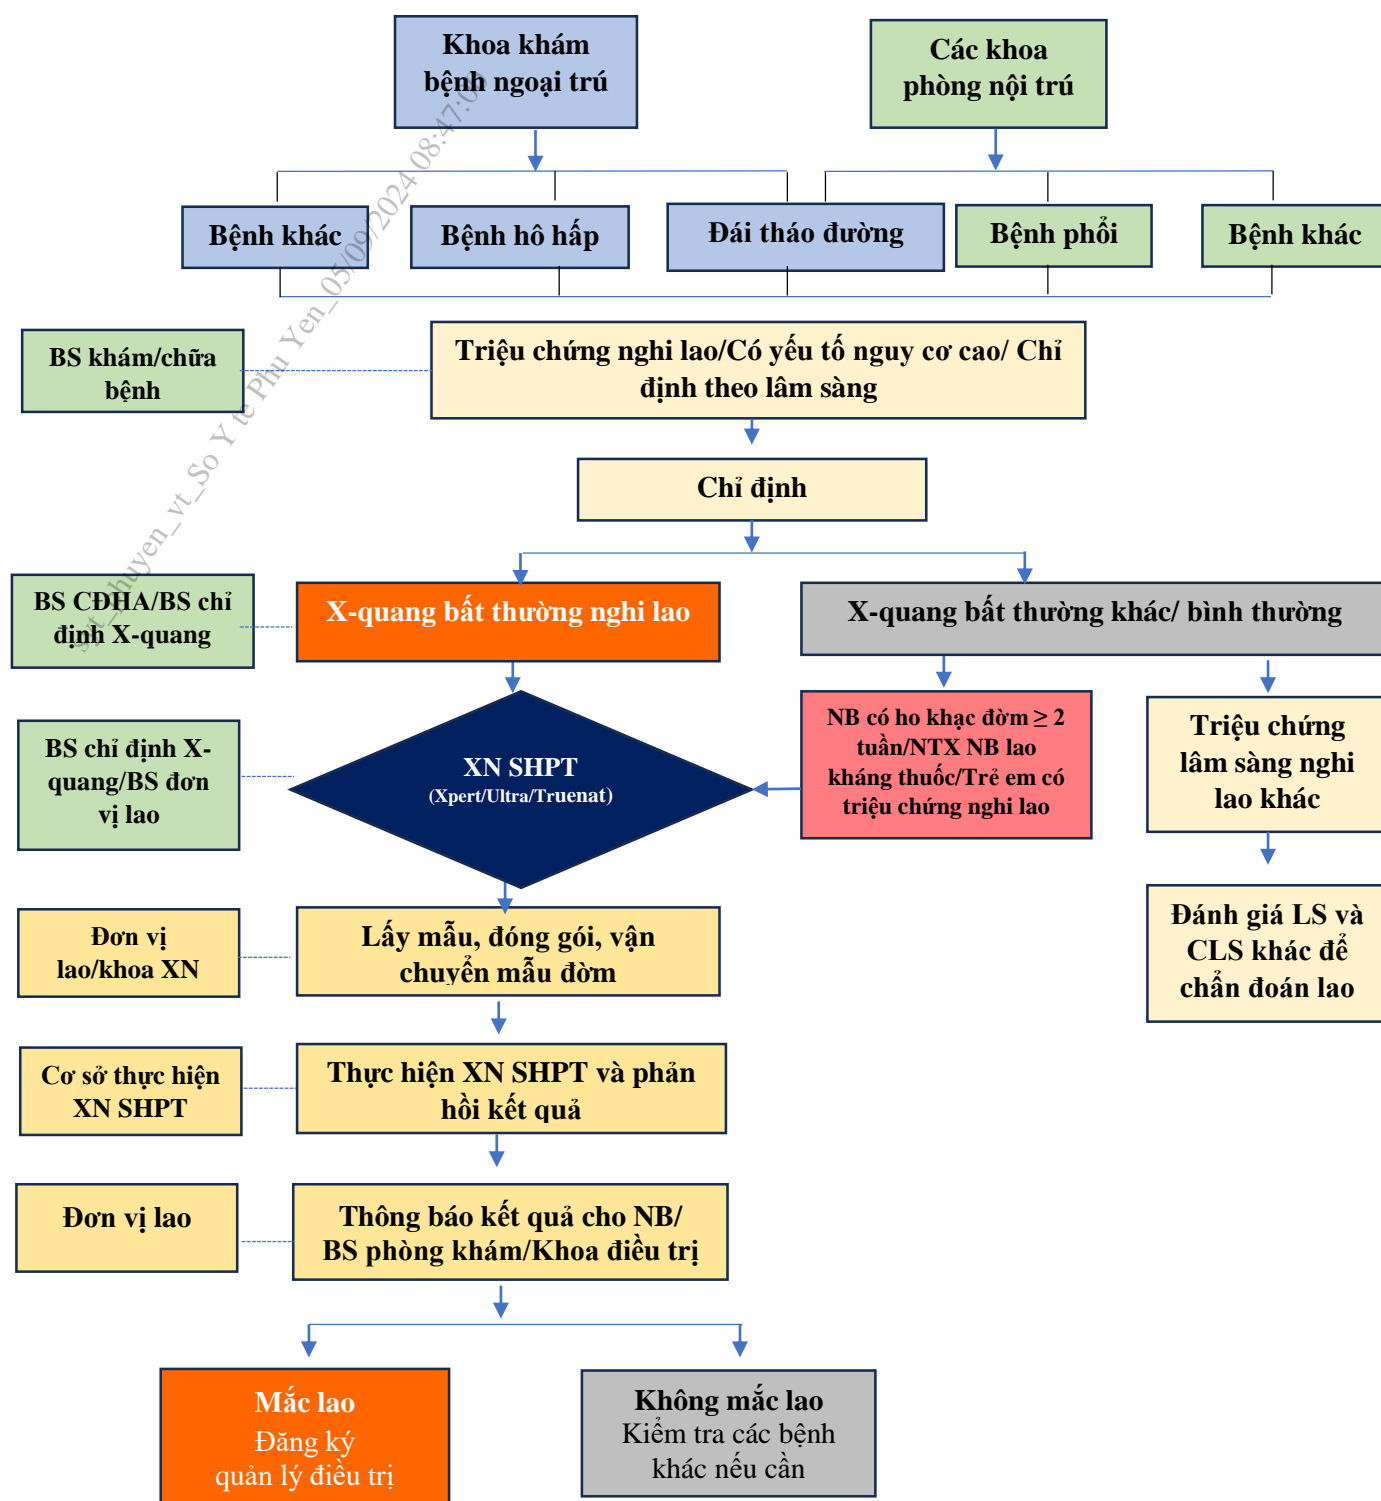 Khoa khám
bệnh ngoại trú
Các khoa
phòng nội trú
Bệnh khác
Bệnh hô hấp
Đái tháo đường
Bệnh phổi
Bệnh khác
BS khám/chữa
bệnh
Triệu chứng nghi lao/Có yếu tố nguy cơ cao/ Chỉ
định theo lâm sàng
Chỉ định
BS CĐHA/BS chỉ
định X-quang
X-quang bất thường nghi lao
X-quang bất thường khác/ bình thường
BS chỉ định X-
quang/BS đơn
vị lao
XN SHPT
(Xpert/Ultra/Truenat)
NB có ho khạc đờm ≥ 2
tuần/NTX NB lao
kháng thuốc/Trẻ em có
triệu chứng nghi lao
Triệu chứng
lâm sàng nghi
lao khác
Đơn vị
lao/khoa XN
Lấy mẫu, đóng gói, vận
chuyển mẫu đờm
Đánh giá LS và
CLS khác để
chẩn đoán lao
Cơ sở thực hiện
XN SHPT
Thực hiện XN SHPT và phản
hồi kết quả
Đơn vị lao
Thông báo kết quả cho NB/
BS phòng khám/Khoa điều trị
Mắc lao
Đăng ký
quản lý điều trị
Không mắc lao
Kiểm tra các bệnh
khác nếu cần